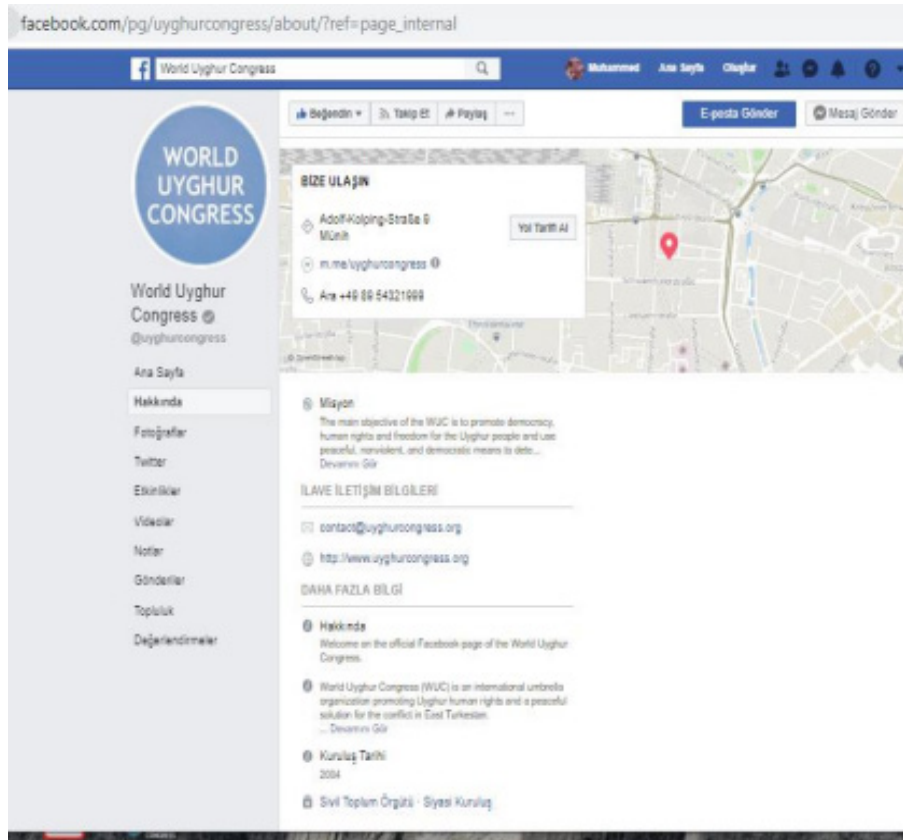 facebook.com/pg/uyghurcongress/about/?ref=page_internal
World Uyghur Congress
Muhammed Ana Sayfa Oluştur
Beğendin Takip Et Paylaş ...
E-posta Gönder Mesaj Gönder
WORLD
UYGHUR
CONGRESS
World Uyghur
Congress
@uyghurcongress
Ana Sayfa
Hakkında
Fotoğraflar
Twitter
Etkinlikler
Videolar
Notlar
Gönderiler
Topluluk
Değerlendirmeler
BİZE ULAŞIN
Adolf-Kolping-Straße 9
Münih
Yol Tarifi Al
m.me/uyghurcongress
Ara +49 89 54321999
© OpenStreetMap
Misyon
The main objective of the WUC is to promote democracy,
human rights and freedom for the Uyghur people and use
peaceful, nonviolent, and democratic means to dete...
Devamını Gör
İLAVE İLETİŞİM BİLGİLERİ
contact@uyghurcongress.org
http://www.uyghurcongress.org
DAHA FAZLA BİLGİ
Hakkında
Welcome on the official Facebook page of the World Uyghur
Congress.
World Uyghur Congress (WUC) is an international umbrella
organization promoting Uyghur human rights and a peaceful
solution for the conflict in East Turkestan.
... Devamını Gör
Kuruluş Tarihi
2004
Sivil Toplum Örgütü · Siyasi Kuruluş